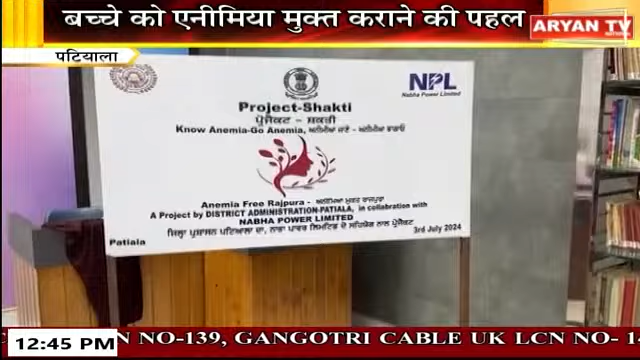 बच्चे को एनीमिया मुक्त कराने की पहल
ARYAN TV
NATIONAL
पटियाला
NPL
Nabha Power Limited
Project-Shakti
ਪ੍ਰੋਜੈਕਟ - ਸ਼ਕਤੀ
Know Anemia-Go Anemia, ਅਨੀਮੀਆ ਜਾਣੋ - ਅਨੀਮੀਆ ਭਜਾਓ
Anemia Free Rajpura - ਅਨੀਮੀਆ ਮੁਕਤ ਰਾਜਪੁਰਾ
A Project by DISTRICT ADMINISTRATION-PATIALA, in collabration with
NABHA POWER LIMITED
ਜ਼ਿਲ੍ਹਾ ਪ੍ਰਸ਼ਾਸਨ ਪਟਿਆਲਾ ਦਾ, ਨਾਭਾ ਪਾਵਰ ਲਿਮਟਿਡ ਦੇ ਸਹਿਯੋਗ ਨਾਲ ਪ੍ਰੋਜੈਕਟ
Patiala
3rd July 2024
12:45 PM
N NO-139, GANGOTRI CABLE UK LCN NO- 1